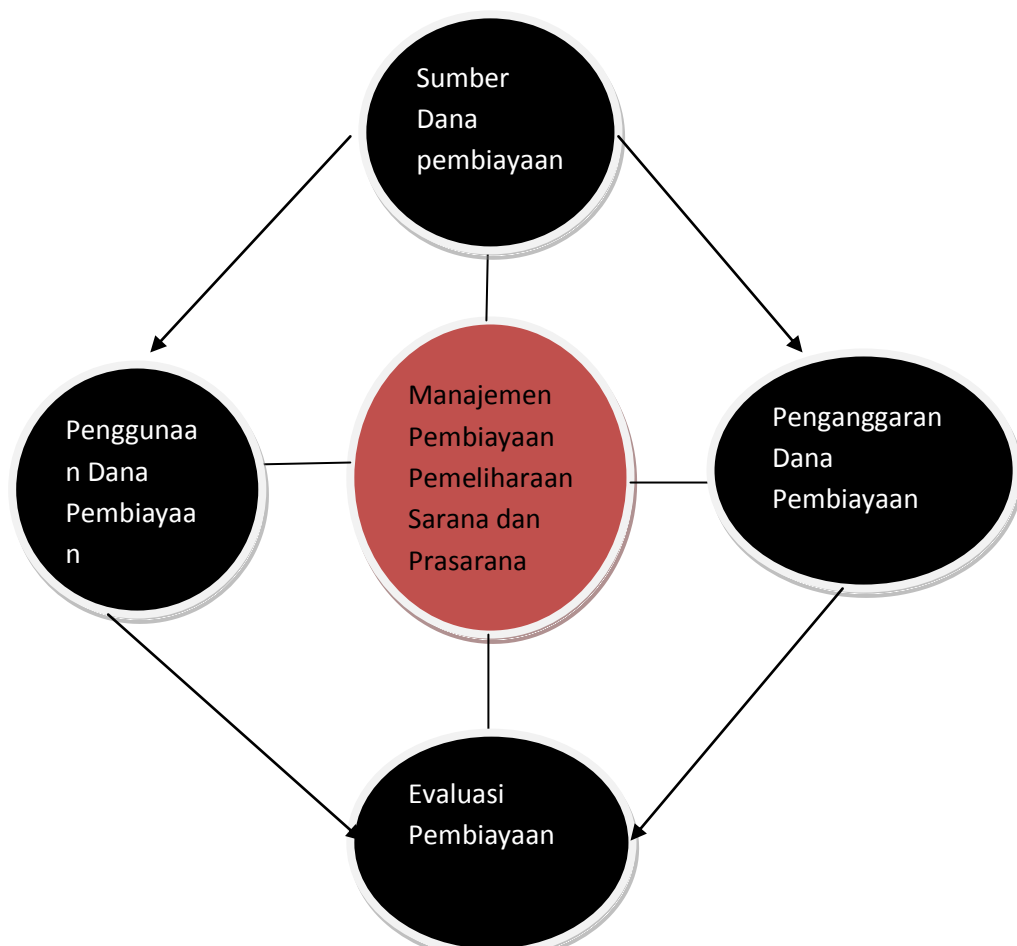 Sumber
Dana
pembiayaan
Penggunaa
n Dana
Pembiayaa
n
Manajemen
Pembiayaan
Pemeliharaan
Sarana dan
Prasarana
Penganggaran
Dana
Pembiayaan
Evaluasi
Pembiayaan